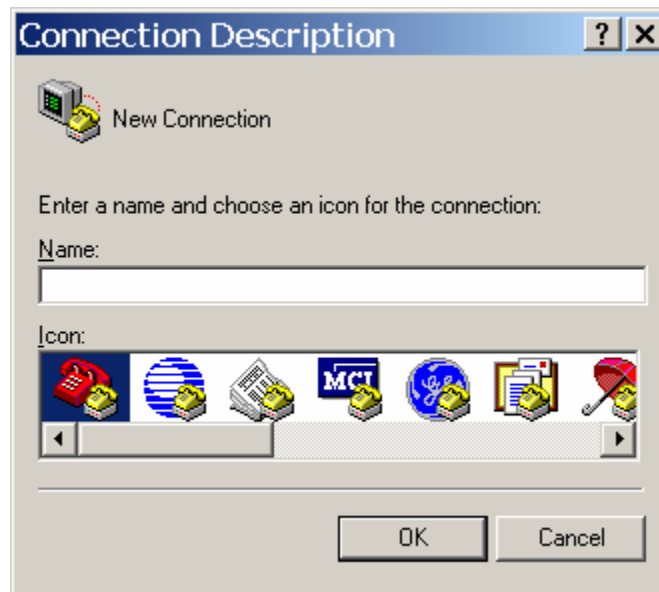 Connection Description
New Connection
Enter a name and choose an icon for the connection:
Name:
Icon:
MCI
OK
Cancel